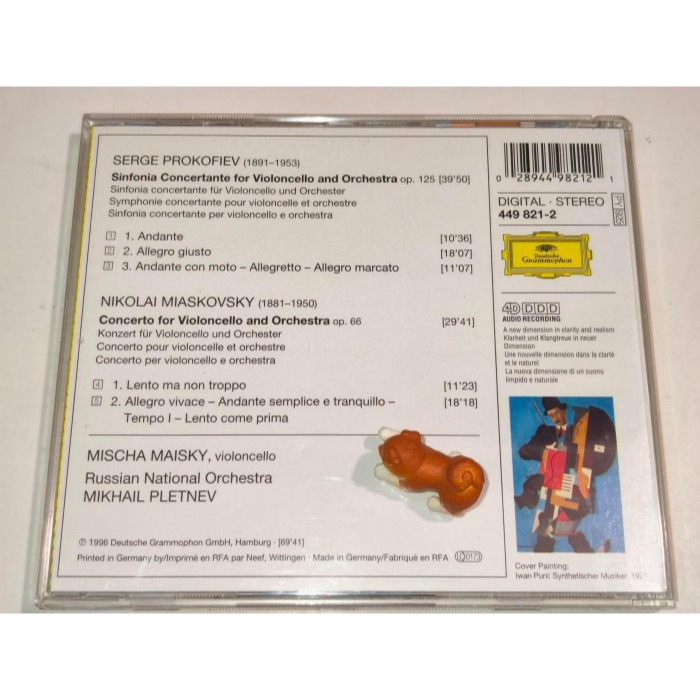 SERGE PROKOFIEV (1891–1953)
Sinfonia Concertante for Violoncello and Orchestra op. 125 [39'50]
Sinfonia concertante für Violoncello und Orchester
Symphonie concertante pour violoncelle et orchestre
Sinfonia concertante per violoncello e orchestra
1 1. Andante [10'36]
2 2. Allegro giusto [18'07]
3 3. Andante con moto – Allegretto – Allegro marcato [11'07]
NIKOLAI MIASKOVSKY (1881–1950)
Concerto for Violoncello and Orchestra op. 66 [29'41]
Konzert für Violoncello und Orchester
Concerto pour violoncelle et orchestre
Concerto per violoncello e orchestra
4 1. Lento ma non troppo [11'23]
5 2. Allegro vivace – Andante semplice e tranquillo – [18'18]
Tempo I – Lento come prima
MISCHA MAISKY, violoncello
Russian National Orchestra
MIKHAIL PLETNEV
℗ 1996 Deutsche Grammophon GmbH, Hamburg · [69'41]
Printed in Germany by/Imprimé en RFA par Neef, Wittingen · Made in Germany/Fabriqué en RFA LC0173
0 28944 98212 1
DIGITAL · STEREO
449 821-2
PY 925
Deutsche
Grammophon
4D DDD
AUDIO RECORDING
A new dimension in clarity and realism
Klarheit und Klangtreue in neuer
Dimension
Une nouvelle dimension dans la clarté
et le naturel
La nuova dimensione di un suono
limpido e naturale
Cover Painting:
Iwan Puni: Synthetischer Musiker, 1921